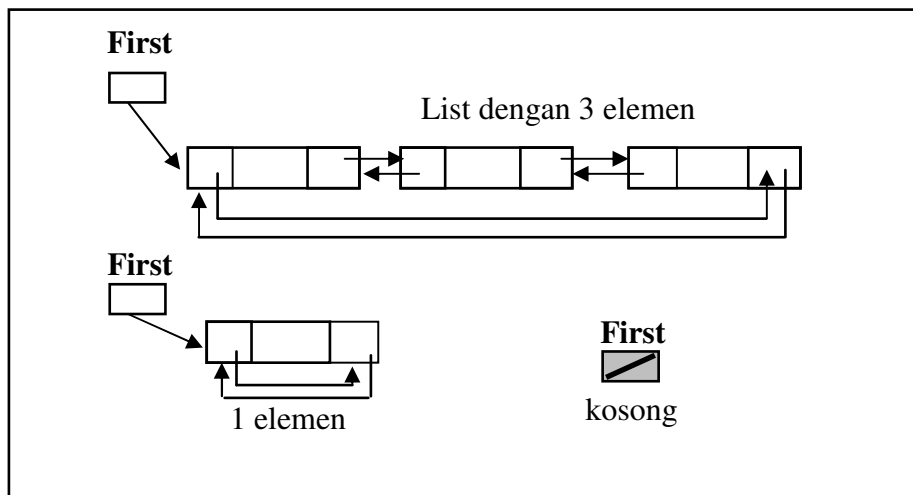 First
List dengan 3 elemen
First
1 elemen
First
kosong